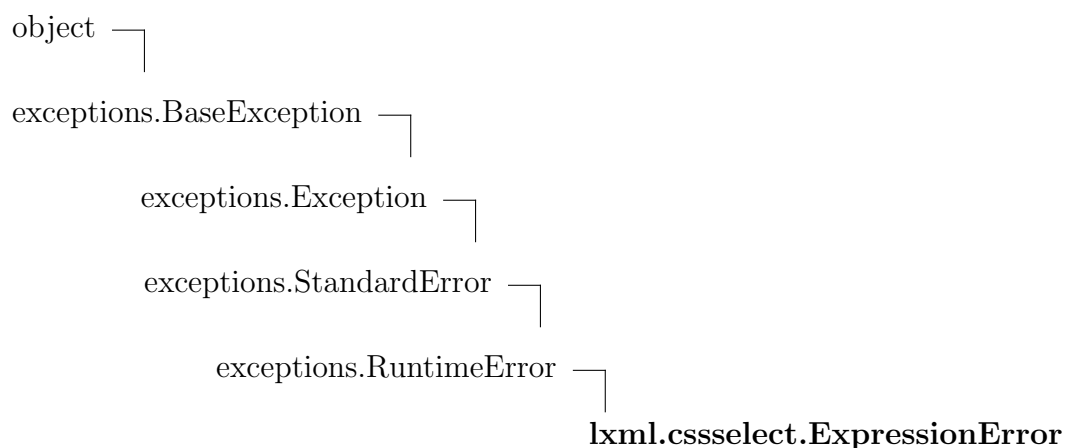 object
exceptions.BaseException
exceptions.Exception
exceptions.StandardError
exceptions.RuntimeError
lxml.cssselect.ExpressionError